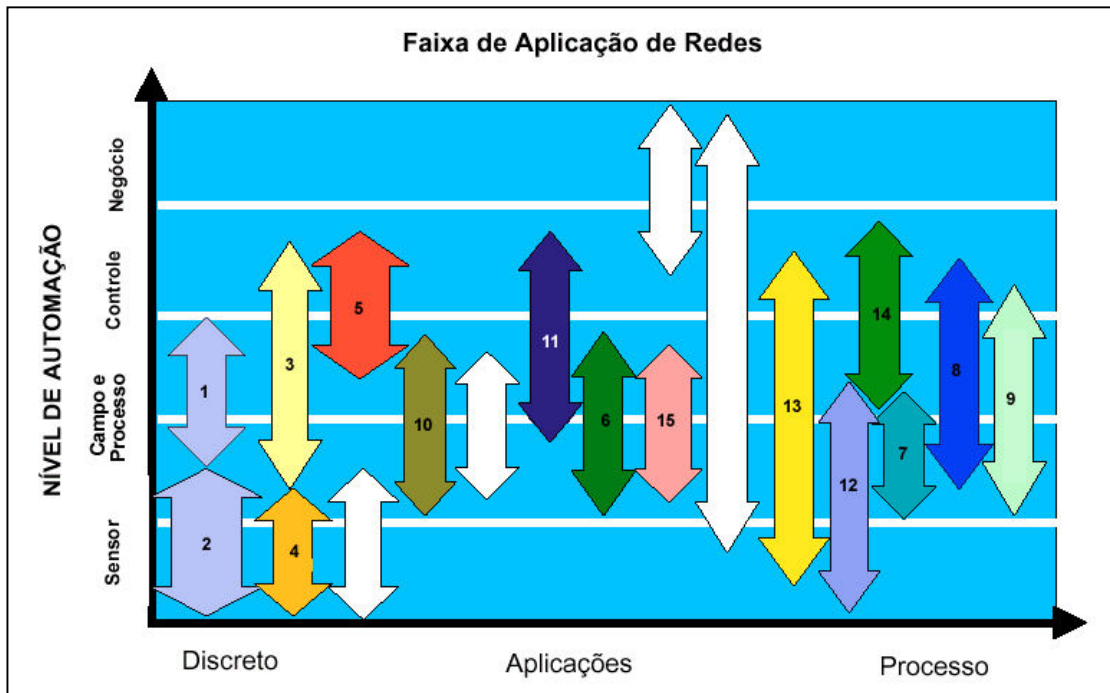 Faixa de Aplicação de Redes
NÍVEL DE AUTOMAÇÃO
Negócio
Controle
Campo e
Processo
Sensor
1
2
3
4
5
10
11
6
15
13
14
12
7
8
9
Discreto
Aplicações
Processo